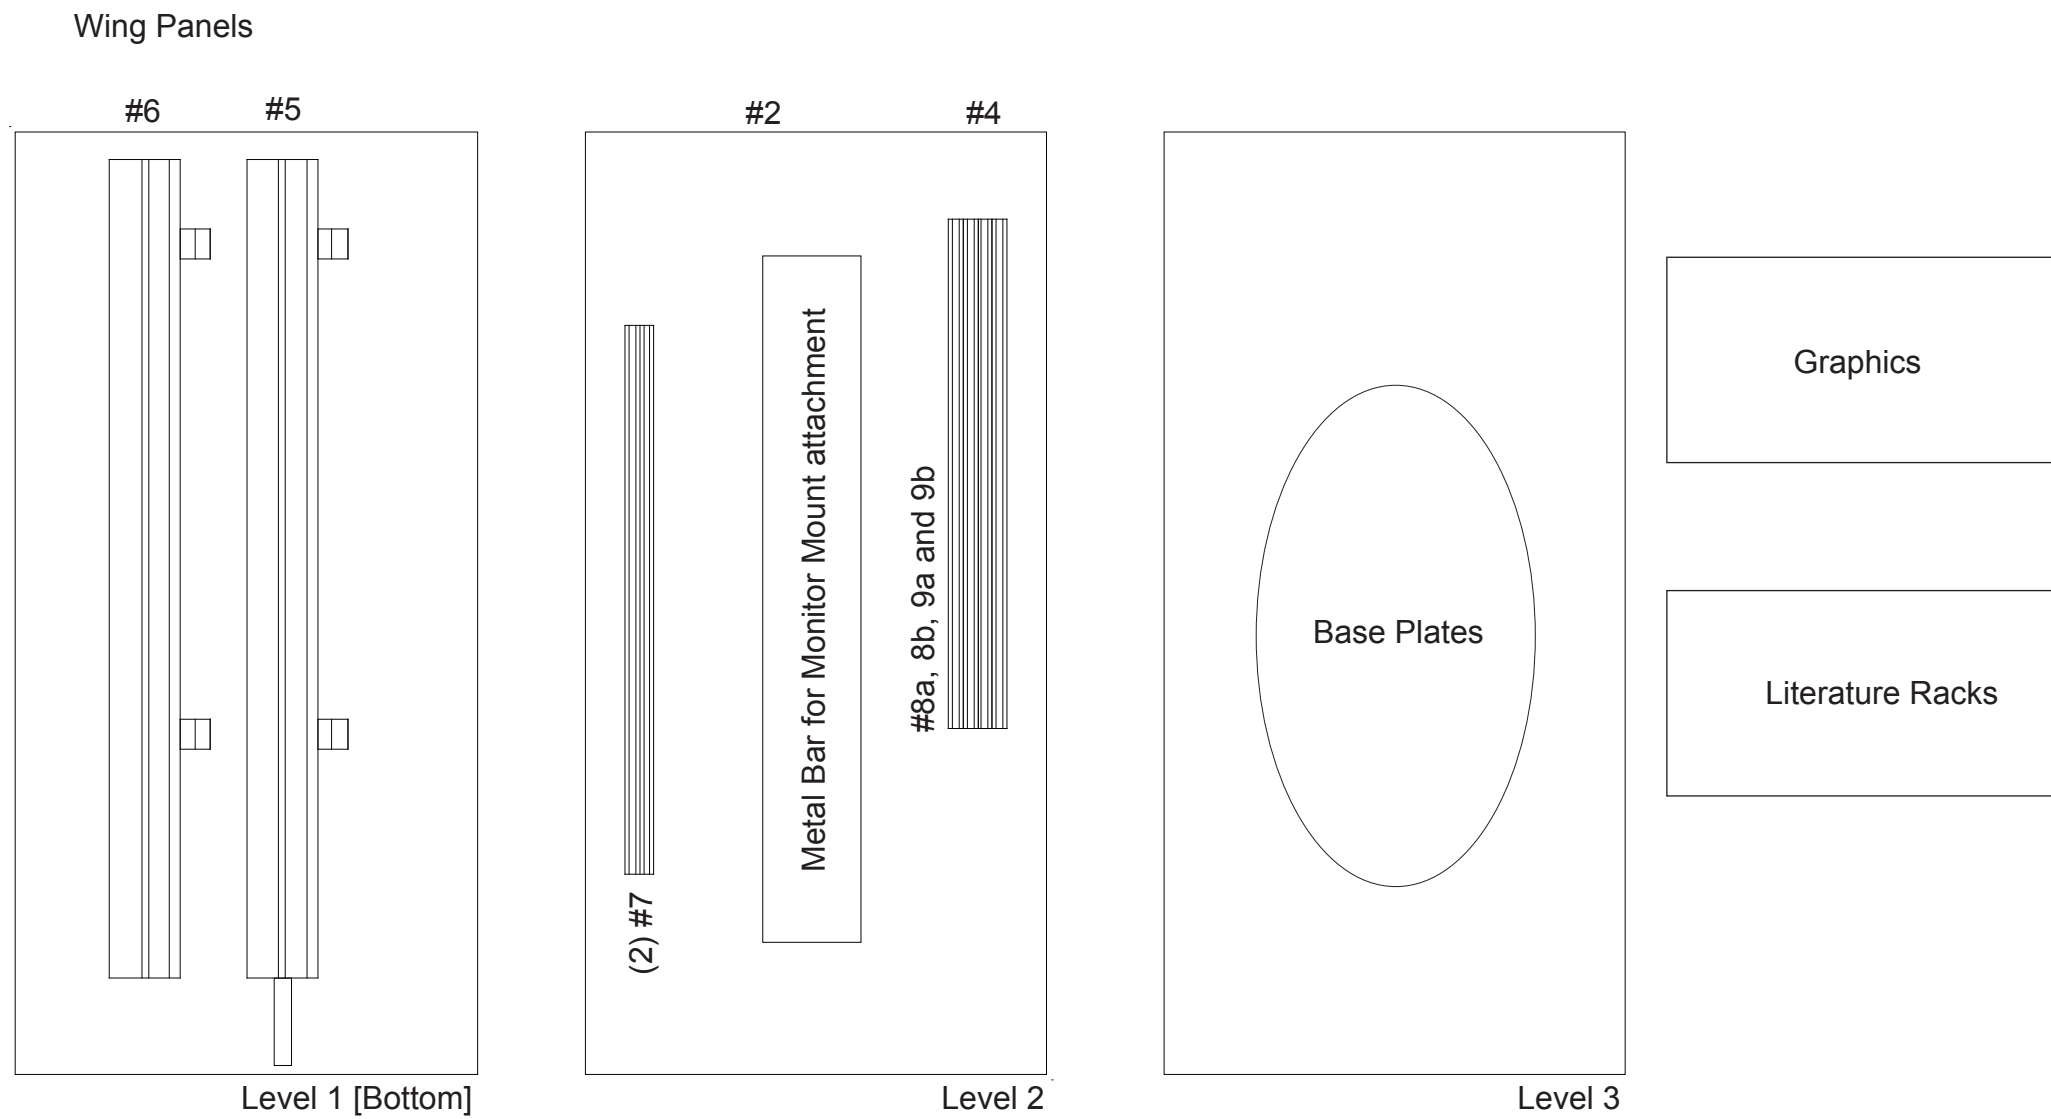 Wing Panels
#6
#5
#2
#4
Metal Bar for Monitor Mount attachment
#8a, 8b, 9a and 9b
(2) #7
Base Plates
Graphics
Literature Racks
Level 1 [Bottom]
Level 2
Level 3